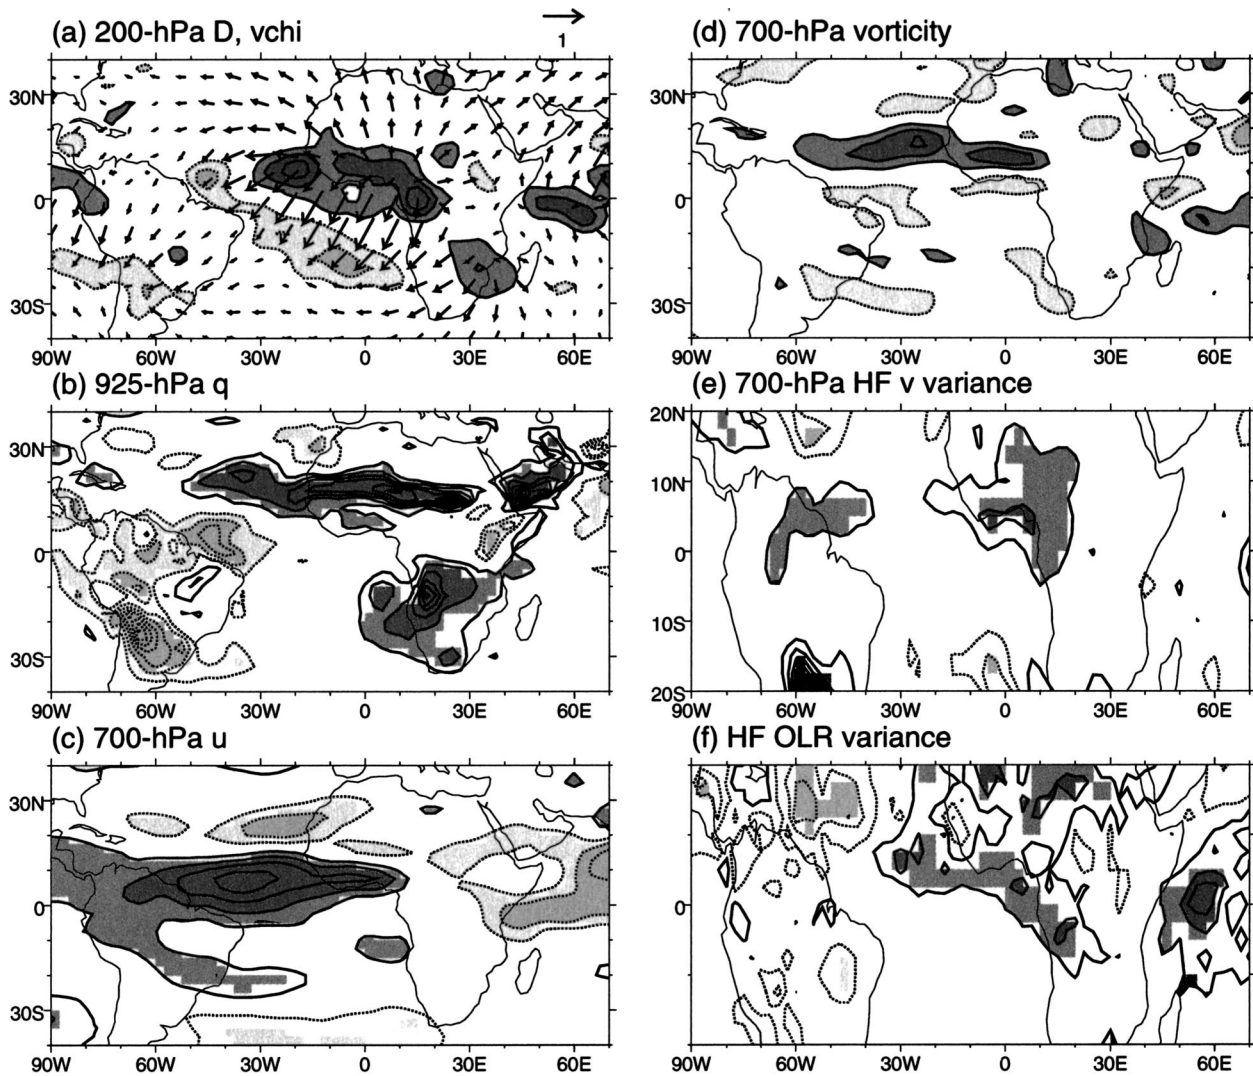 (a) 200-hPa D, vchi
1
30N
0
30S
90W 60W 30W 0 30E 60E
(b) 925-hPa q
30N
0
30S
90W 60W 30W 0 30E 60E
(c) 700-hPa u
30N
0
30S
90W 60W 30W 0 30E 60E
(d) 700-hPa vorticity
30N
0
30S
90W 60W 30W 0 30E 60E
(e) 700-hPa HF v variance
20N
10N
0
10S
20S
90W 60W 30W 0 30E 60E
(f) HF OLR variance
0
90W 60W 30W 0 30E 60E